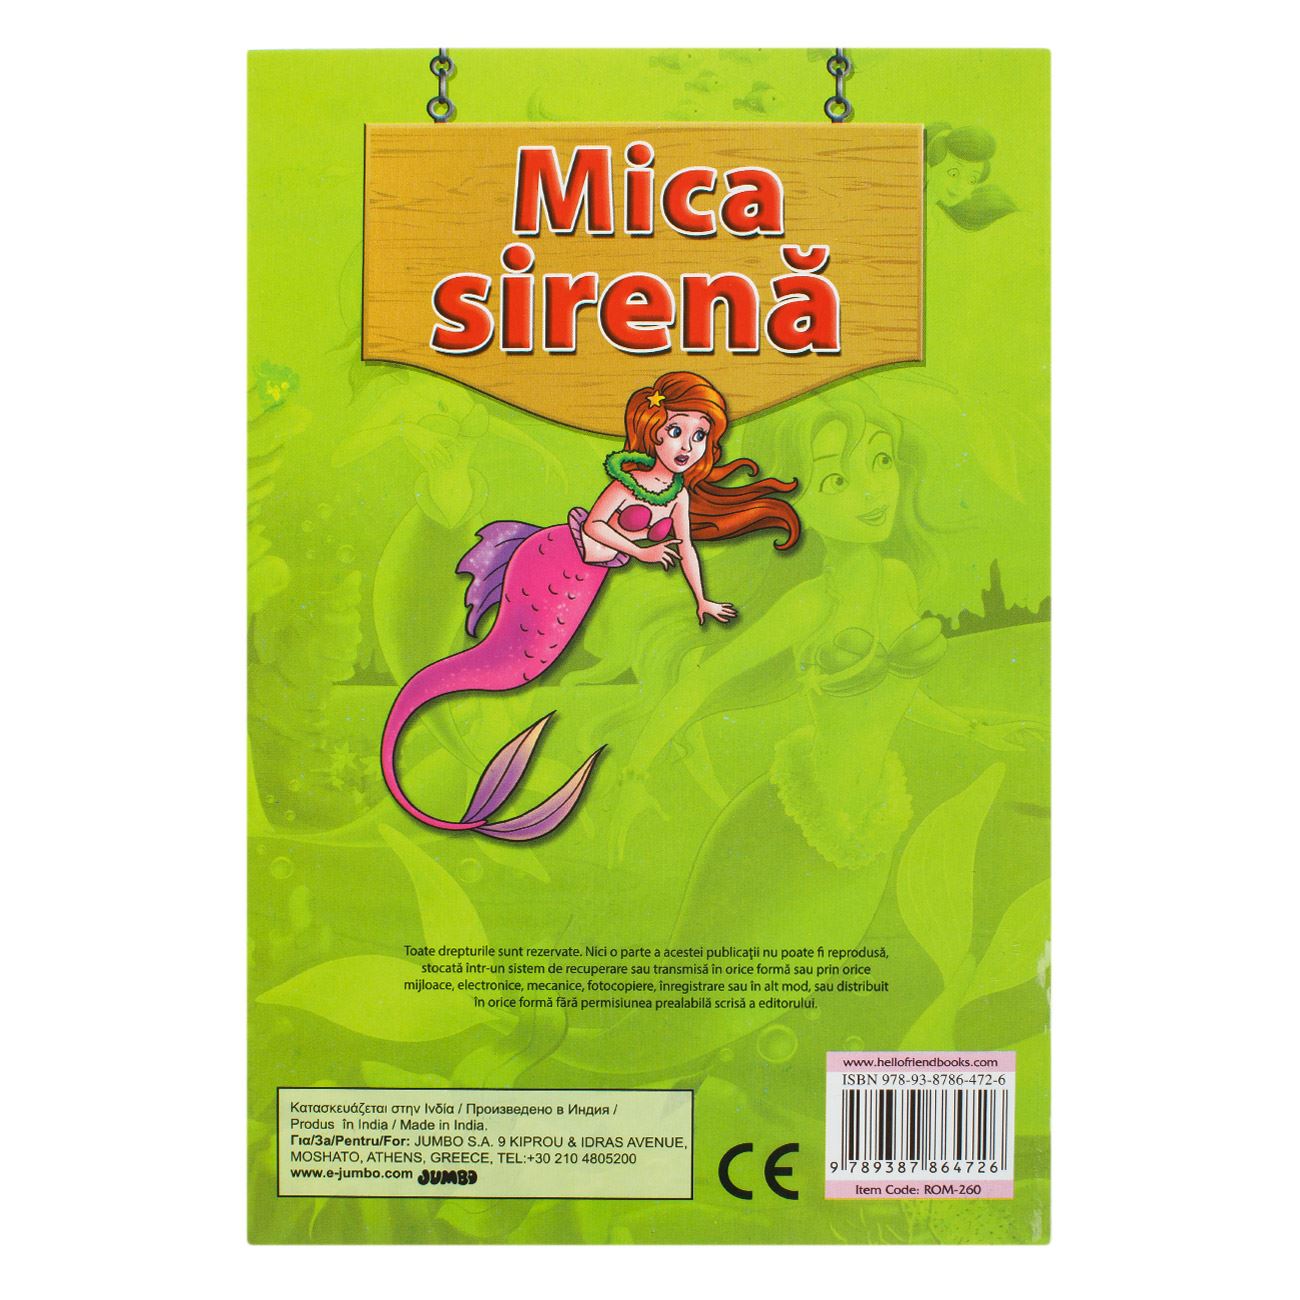 Mica
sirenă
Toate drepturile sunt rezervate. Nici o parte a acestei publicaţii nu poate fi reprodusă,
stocată într-un sistem de recuperare sau transmisă în orice formă sau prin orice
mijloace, electronice, mecanice, fotocopiere, înregistrare sau în alt mod, sau distribuit
în orice formă fără permisiunea prealabilă scrisă a editorului.
Κατασκευάζεται στην Ινδία / Произведено в Индия /
Produs în India / Made in India.
Για/За/Pentru/For: JUMBO S.A. 9 KIPROU & IDRAS AVENUE,
MOSHATO, ATHENS, GREECE, TEL:+30 210 4805200
www.e-jumbo.com JUMBO
CE
www.hellofriendbooks.com
ISBN 978-93-8786-472-6
9 789387 864726
Item Code: ROM-260